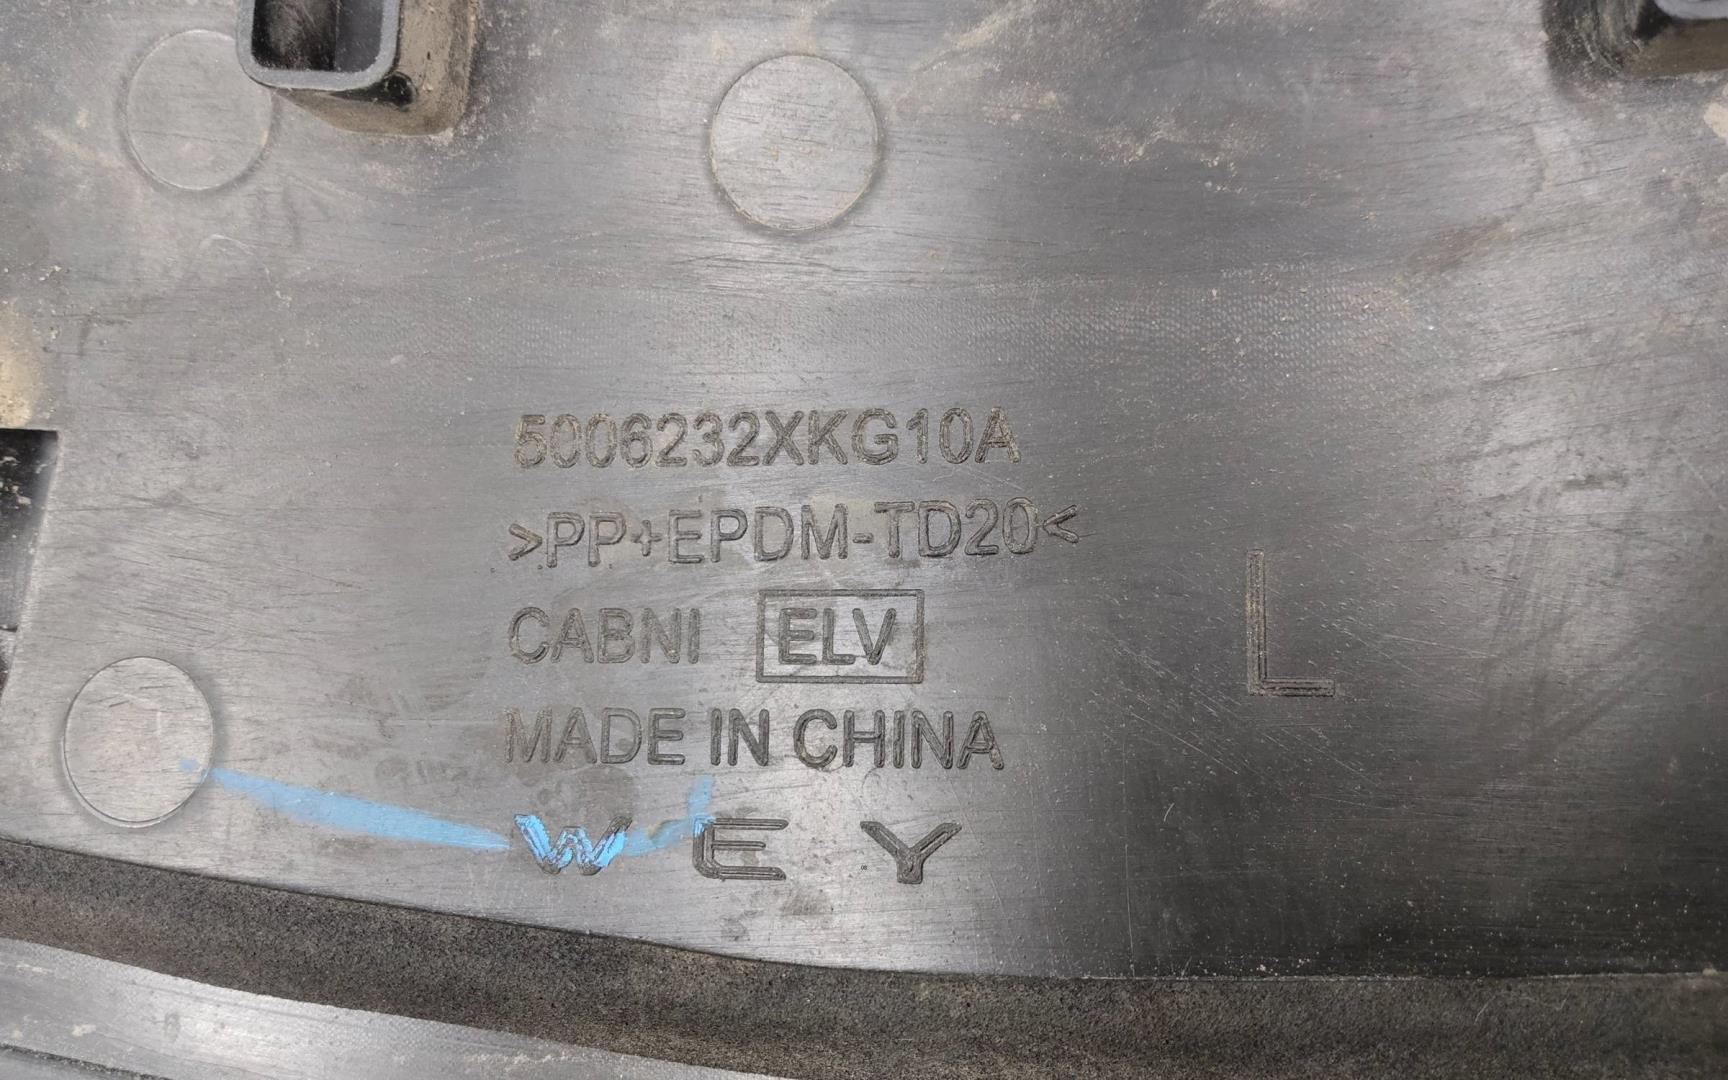 5006232XKG10A
>PP+EPDM-TD20<
CABNI ELV
L
MADE IN CHINA
WEY